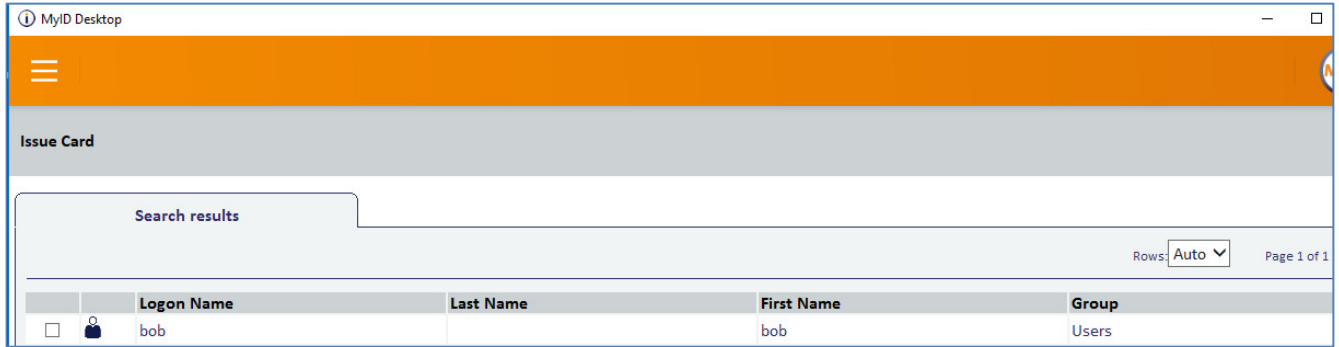 MyID Desktop
Issue Card
Search results
Rows: Auto Page 1 of 1
Logon Name Last Name First Name Group
bob bob Users